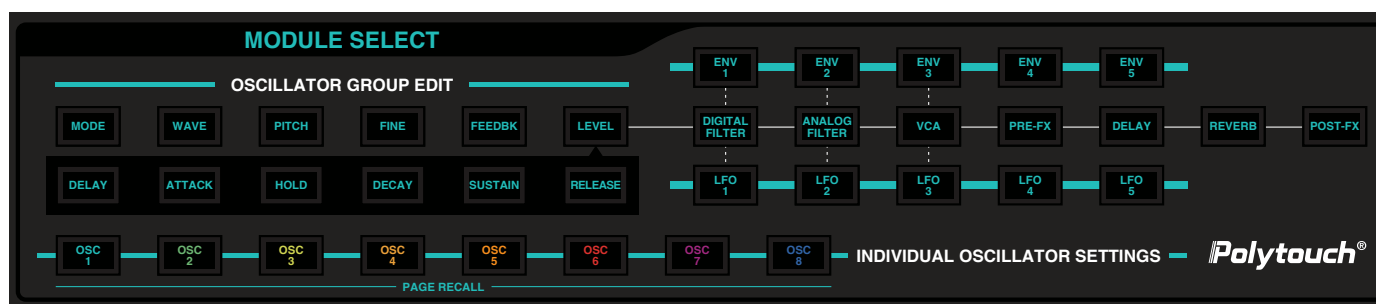 MODULE SELECT
OSCILLATOR GROUP EDIT
ENV 1
ENV 2
ENV 3
ENV 4
ENV 5
MODE WAVE PITCH FINE FEEDBK LEVEL
DIGITAL FILTER
ANALOG FILTER
VCA PRE-FX DELAY REVERB POST-FX
DELAY ATTACK HOLD DECAY SUSTAIN RELEASE
LFO 1
LFO 2
LFO 3
LFO 4
LFO 5
OSC 1
OSC 2
OSC 3
OSC 4
OSC 5
OSC 6
OSC 7
OSC 8
INDIVIDUAL OSCILLATOR SETTINGS
Polytouch®
PAGE RECALL